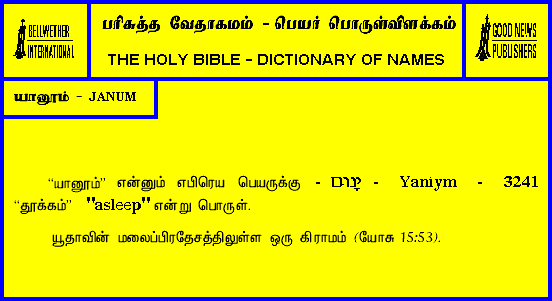 BELLWETHER
INTERNATIONAL
பரிசுத்த வேதாகமம் - பெயர் பொருள்விளக்கம்
THE HOLY BIBLE - DICTIONARY OF NAMES
GOOD NEWS
PUBLISHERS
யானூம் - JANUM
“யானூம்” என்னும் எபிரெய பெயருக்கு - - Yaniym - 3241
“தூக்கம்” "asleep" என்று பொருள்.
யூதாவின் மலைப்பிரதேசத்திலுள்ள ஒரு கிராமம் (யோசு 15:53).